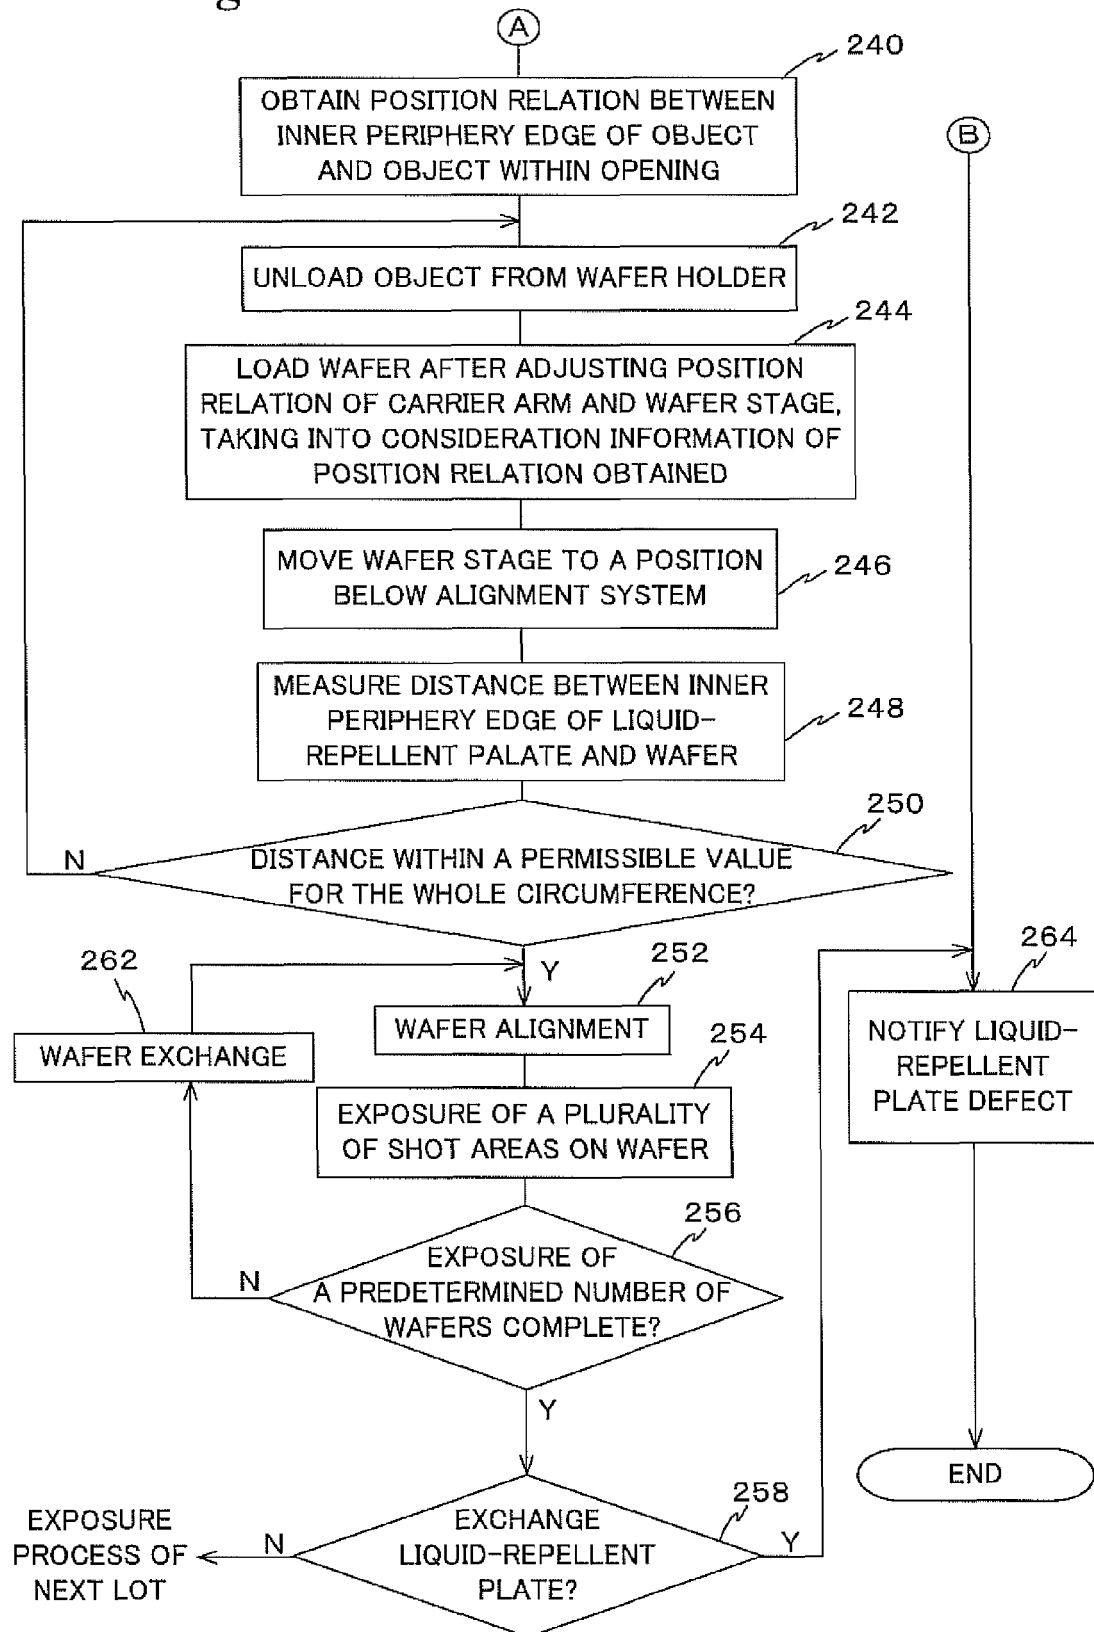 A
240
OBTAIN POSITION RELATION BETWEEN
INNER PERIPHERY EDGE OF OBJECT
AND OBJECT WITHIN OPENING
B
242
UNLOAD OBJECT FROM WAFER HOLDER
244
LOAD WAFER AFTER ADJUSTING POSITION
RELATION OF CARRIER ARM AND WAFER STAGE,
TAKING INTO CONSIDERATION INFORMATION OF
POSITION RELATION OBTAINED
MOVE WAFER STAGE TO A POSITION
BELOW ALIGNMENT SYSTEM
246
MEASURE DISTANCE BETWEEN INNER
PERIPHERY EDGE OF LIQUID-
REPELLENT PALATE AND WAFER
248
250
N
DISTANCE WITHIN A PERMISSIBLE VALUE
FOR THE WHOLE CIRCUMFERENCE?
Y
262
WAFER EXCHANGE
252
WAFER ALIGNMENT
264
NOTIFY LIQUID-
REPELLENT
PLATE DEFECT
254
EXPOSURE OF A PLURALITY
OF SHOT AREAS ON WAFER
256
N
EXPOSURE OF
A PREDETERMINED NUMBER OF
WAFERS COMPLETE?
Y
END
258
EXCHANGE
LIQUID-REPELLENT
PLATE?
Y
N
EXPOSURE
PROCESS OF
NEXT LOT